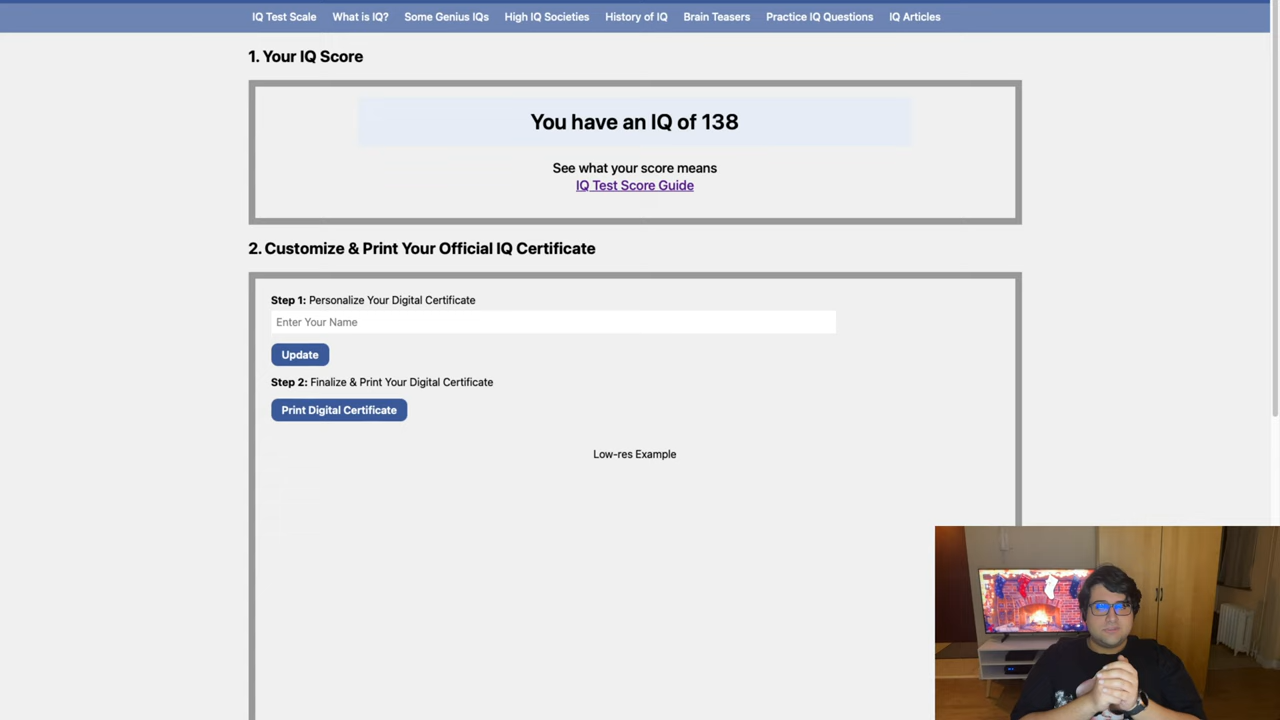 IQ Test Scale What is IQ? Some Genius IQs High IQ Societies History of IQ Brain Teasers Practice IQ Questions IQ Articles
1. Your IQ Score
You have an IQ of 138
See what your score means
IQ Test Score Guide
2. Customize & Print Your Official IQ Certificate
Step 1: Personalize Your Digital Certificate
Enter Your Name
Update
Step 2: Finalize & Print Your Digital Certificate
Print Digital Certificate
Low-res Example